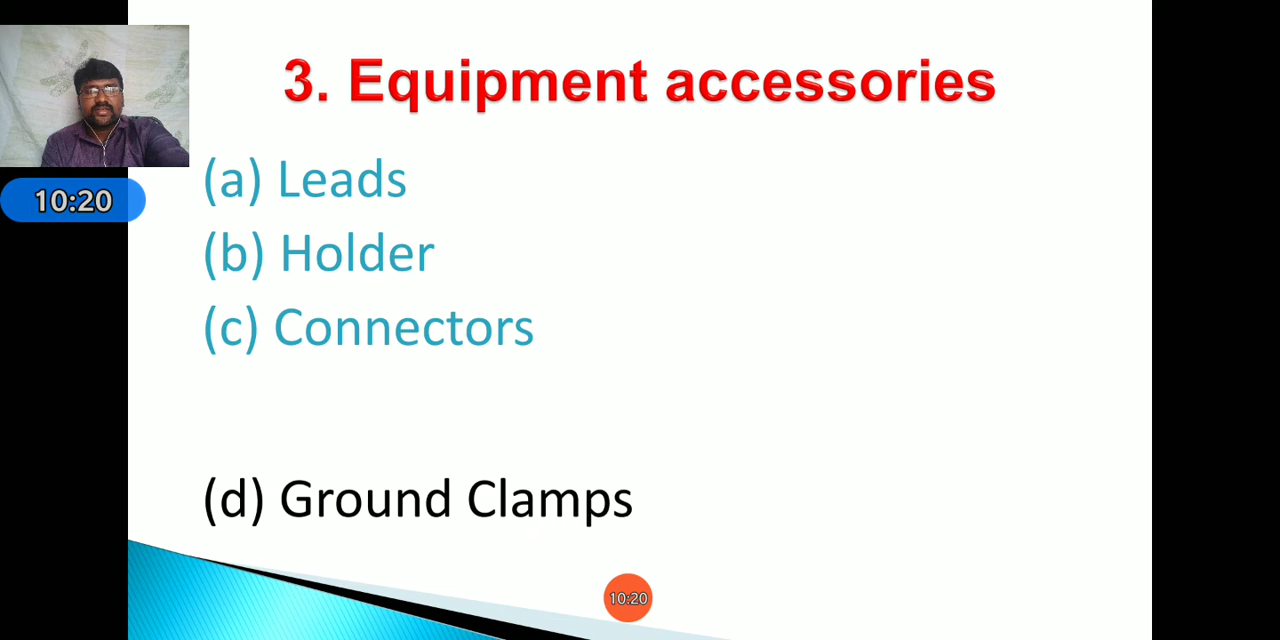 3. Equipment accessories
(a) Leads
10:20
(b) Holder
(c) Connectors
(d) Ground Clamps
10:20